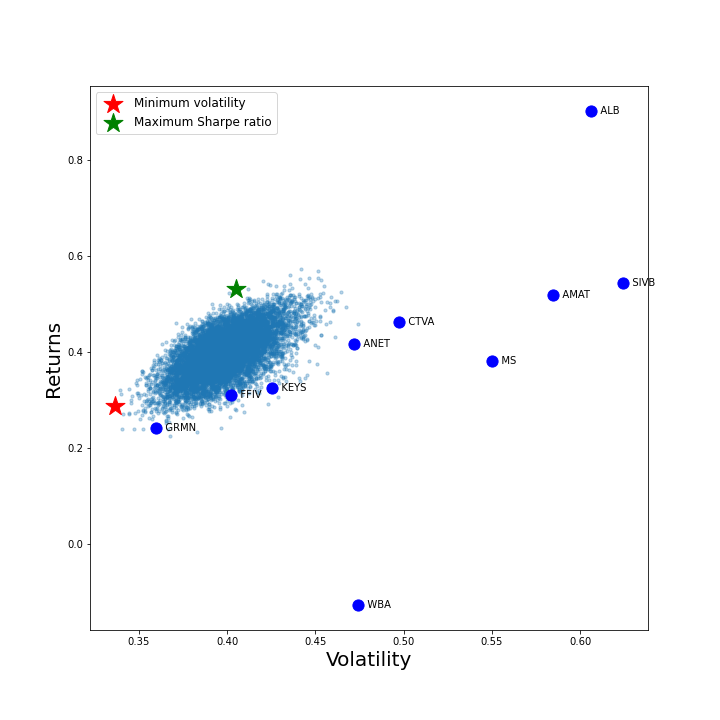 Minimum volatility
Maximum Sharpe ratio
ALB
0.8
0.6
SIVB
AMAT
CTVA
ANET
0.4
MS
KEYS
FFIV
GRMN
0.2
0.0
WBA
Returns
0.35 0.40 0.45 0.50 0.55 0.60
Volatility